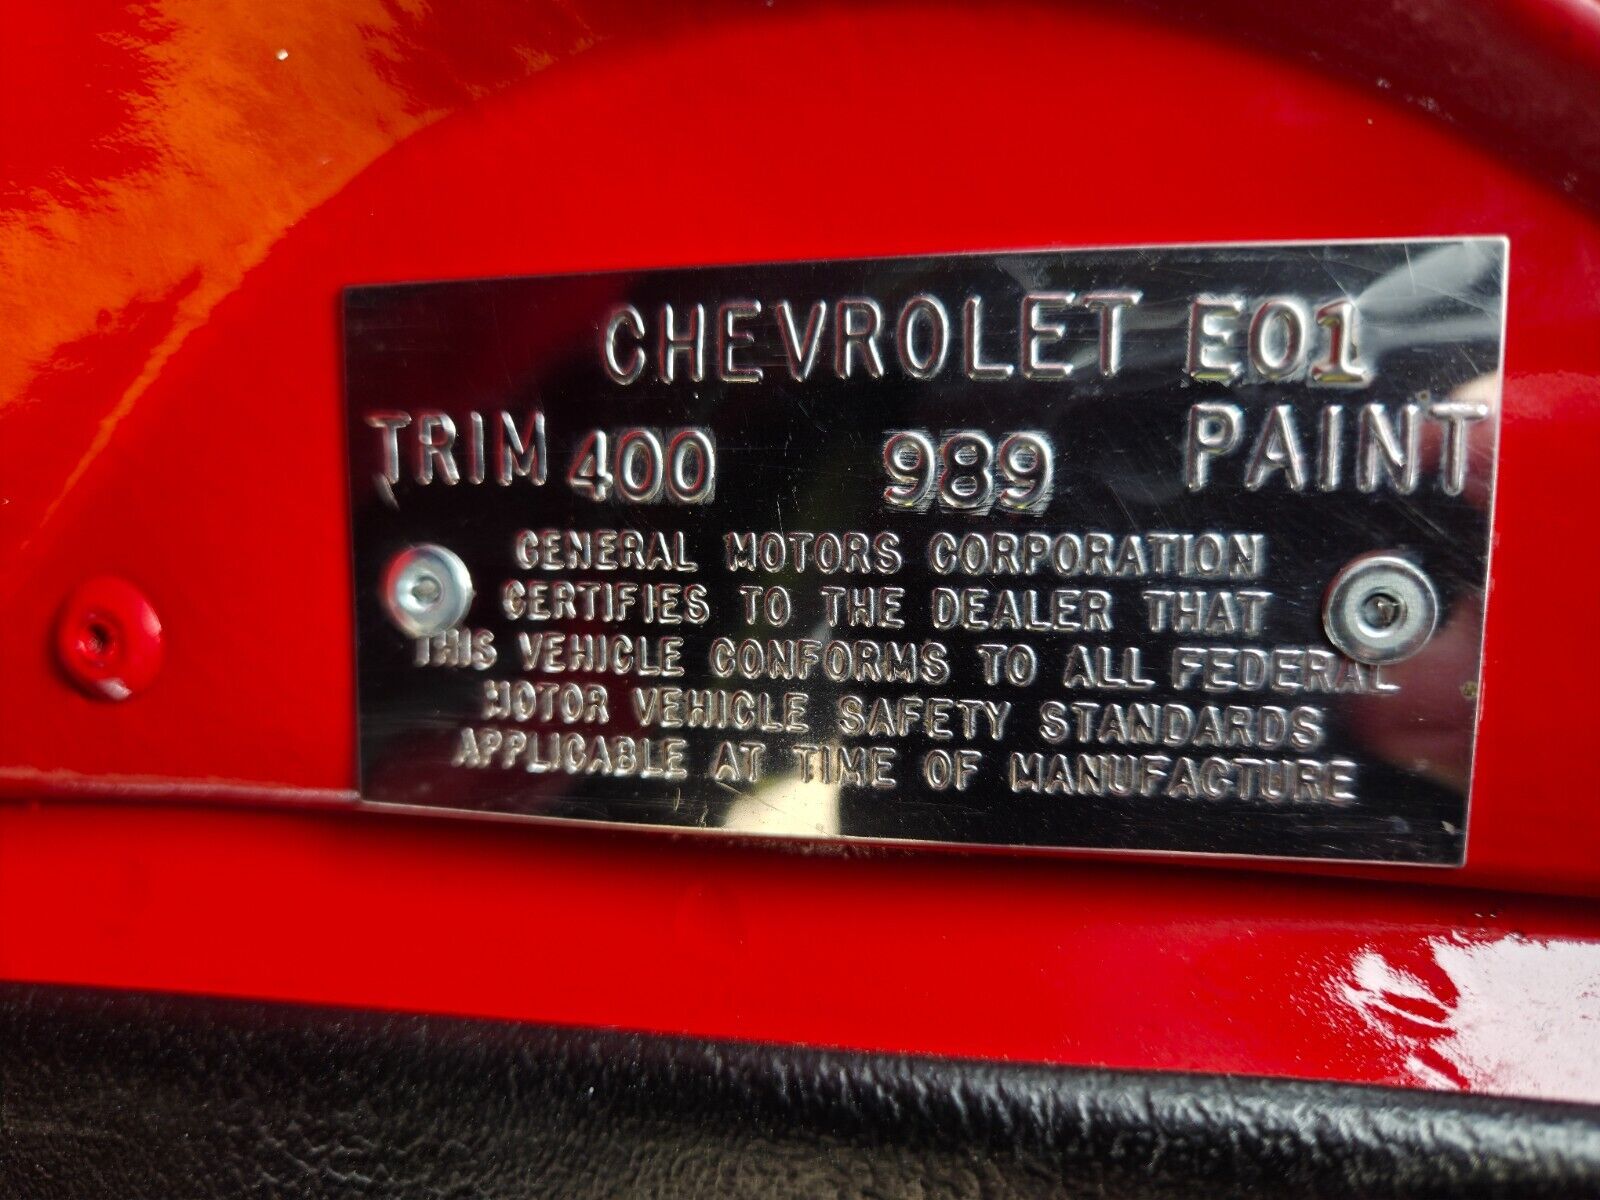 CHEVROLET E01
TRIM 400 989 PAINT
GENERAL MOTORS CORPORATION
CERTIFIES TO THE DEALER THAT
THIS VEHICLE CONFORMS TO ALL FEDERAL
MOTOR VEHICLE SAFETY STANDARDS
APPLICABLE AT TIME OF MANUFACTURE